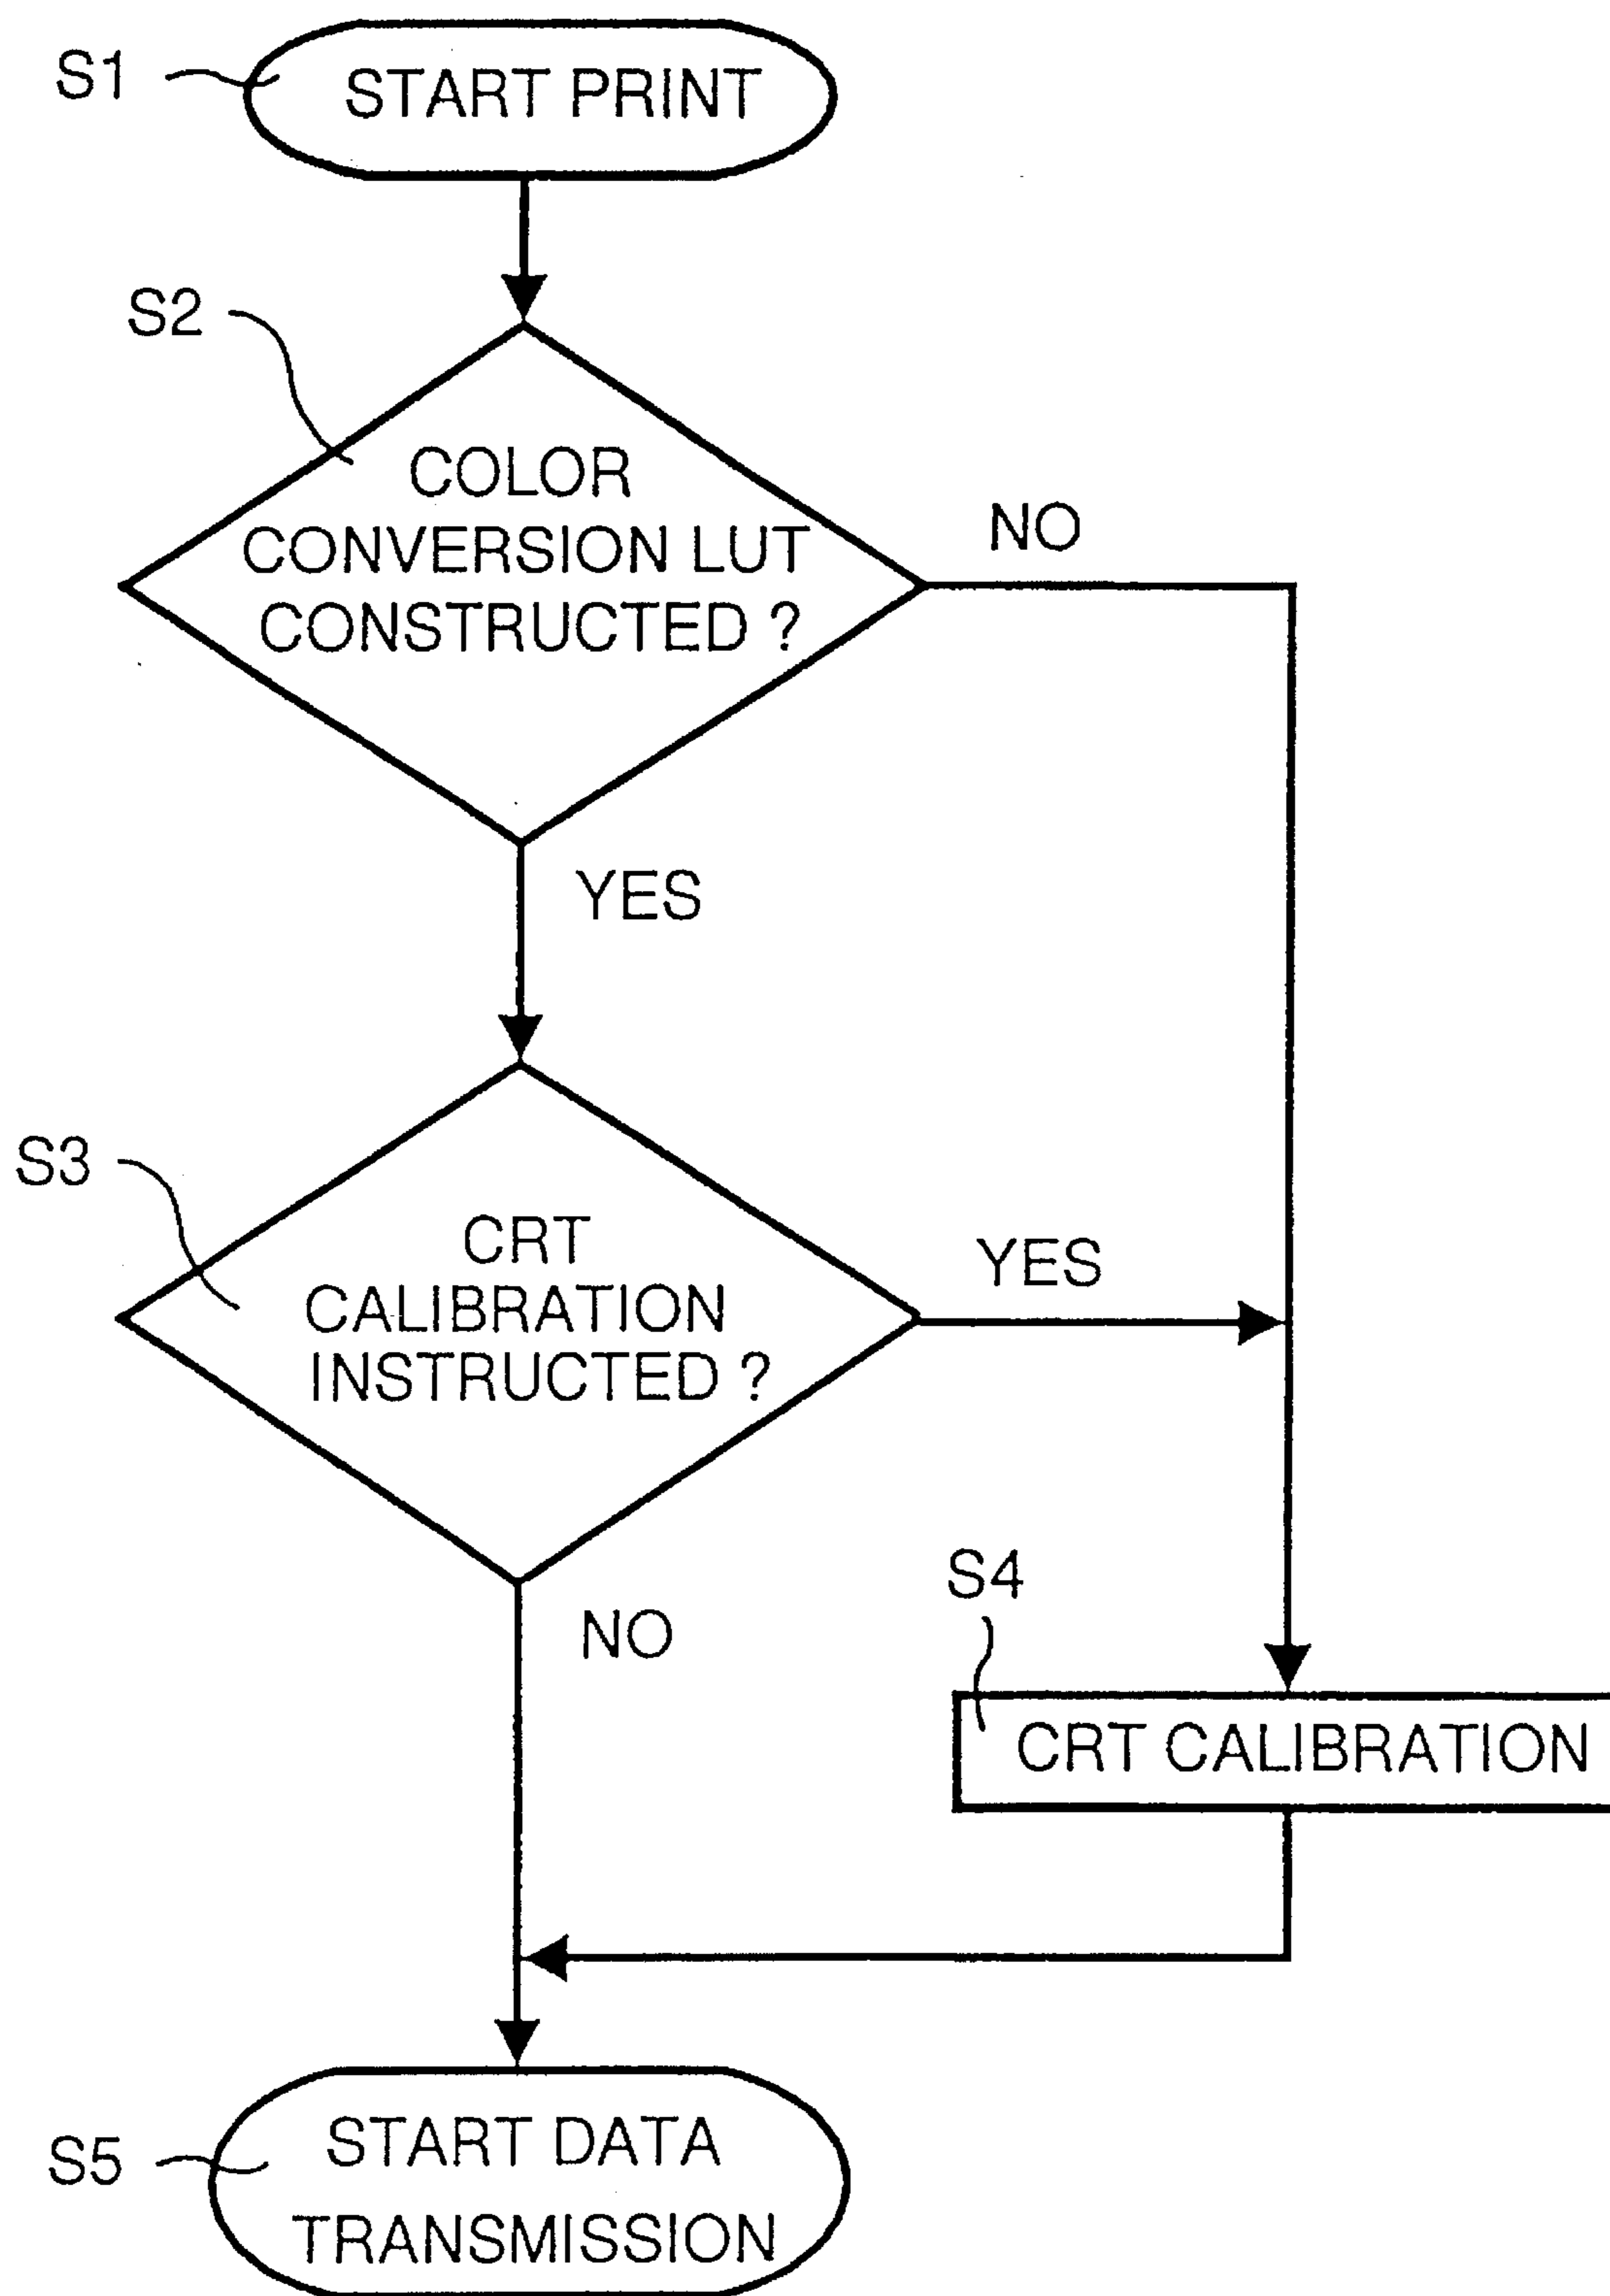 S1
START PRINT
S2
COLOR
CONVERSION LUT
CONSTRUCTED ?
NO
YES
S3
CRT
CALIBRATION
INSTRUCTED ?
YES
NO
S4
CRT CALIBRATION
S5
START DATA
TRANSMISSION